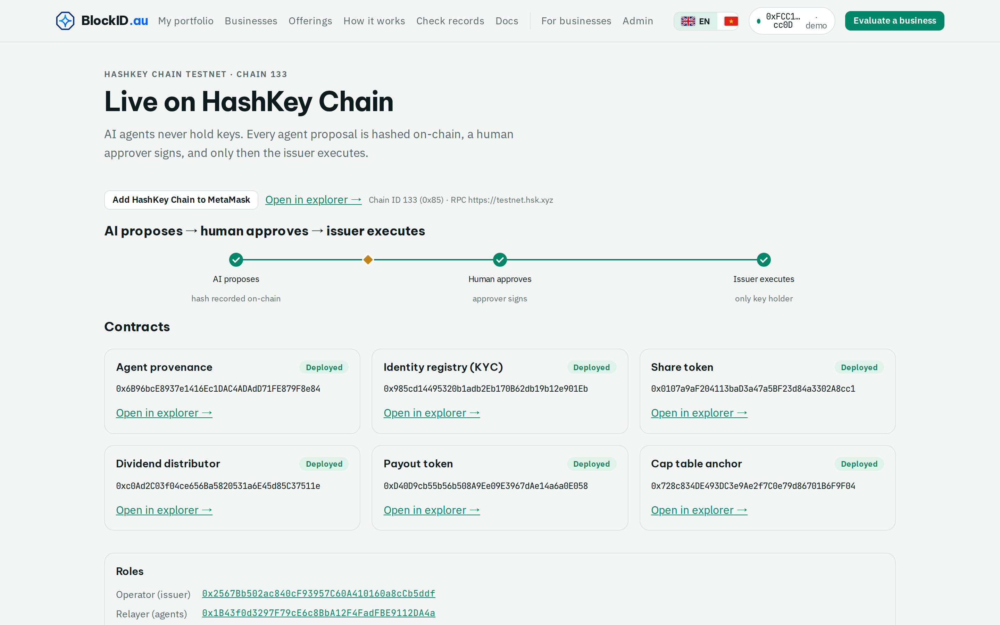 BlockID.au My portfolio Businesses Offerings How it works Check records Docs For businesses Admin EN 0xFCC1…cc0D · demo Evaluate a business
HASHKEY CHAIN TESTNET · CHAIN 133
Live on HashKey Chain
AI agents never hold keys. Every agent proposal is hashed on-chain, a human
approver signs, and only then the issuer executes.
Add HashKey Chain to MetaMask Open in explorer → Chain ID 133 (0x85) · RPC https://testnet.hsk.xyz
AI proposes → human approves → issuer executes
AI proposes Human approves Issuer executes
hash recorded on-chain approver signs only key holder
Contracts
Agent provenance Deployed Identity registry (KYC) Deployed Share token Deployed
0x6B96bcE8937e1416Ec1DAC4ADAdD71FE879F8e84 0x985cd14495320b1adb2Eb170B62db19b12e901Eb 0x0107a9aF204113baD3a47a5BF23d84a3302A8cc1
Open in explorer → Open in explorer → Open in explorer →
Dividend distributor Deployed Payout token Deployed Cap table anchor Deployed
0xc0Ad2C03f04ce656Ba5820531a6E45d85C37511e 0xD40D9cb55b56b508A9Ee09E3967dAe14a6a0E058 0x728c834DE493DC3e9Ae2f7C0e79d86701B6F9F04
Open in explorer → Open in explorer → Open in explorer →
Roles
Operator (issuer) 0x2567Bb502ac840cF93957C60A410160a8cCb5ddf
Relayer (agents) 0x1B43f0d3297F79cE6c8BbA12F4FadFBE9112DA4a